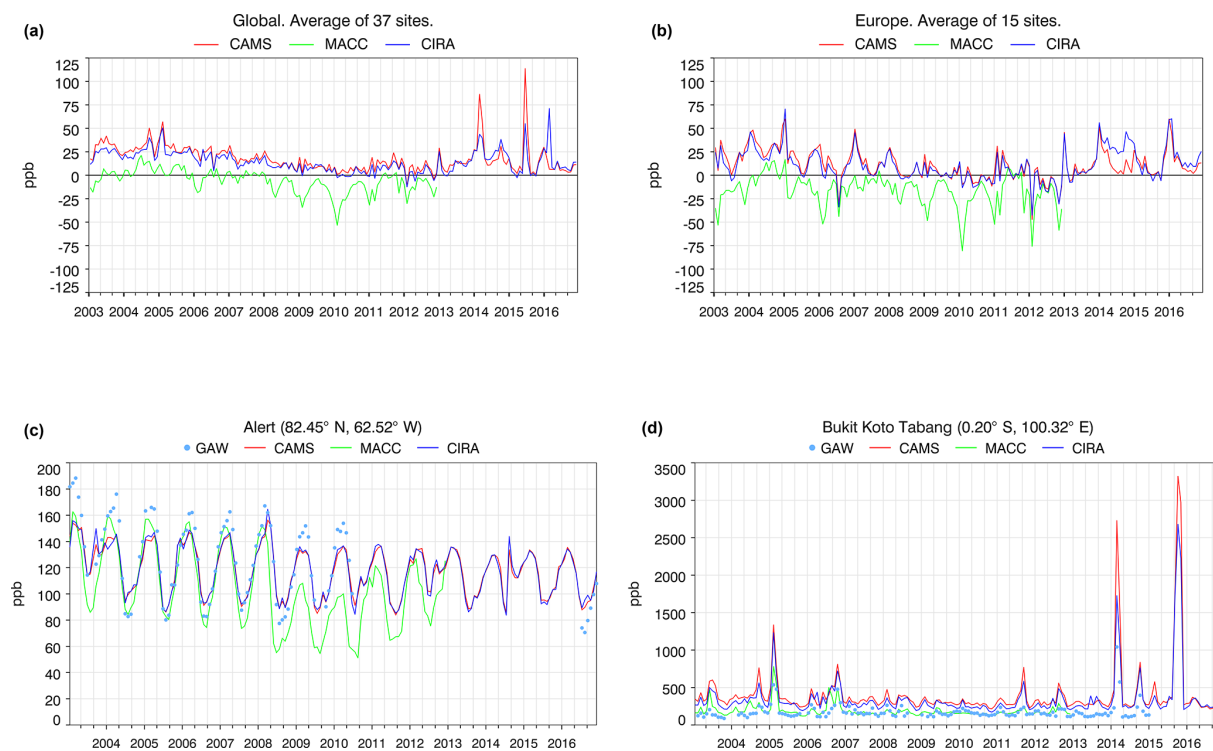 (a)
Global. Average of 37 sites.
CAMS MACC CIRA
125
100
75
50
25
0
-25
-50
-75
-100
-125
ppb
2003 2004 2005 2006 2007 2008 2009 2010 2011 2012 2013 2014 2015 2016
(b)
Europe. Average of 15 sites.
CAMS MACC CIRA
125
100
75
50
25
0
-25
-50
-75
-100
-125
ppb
2003 2004 2005 2006 2007 2008 2009 2010 2011 2012 2013 2014 2015 2016
(c)
Alert (82.45° N, 62.52° W)
GAW CAMS MACC CIRA
200
180
160
140
120
100
80
60
40
20
0
ppb
2004 2005 2006 2007 2008 2009 2010 2011 2012 2013 2014 2015 2016
(d)
Bukit Koto Tabang (0.20° S, 100.32° E)
GAW CAMS MACC CIRA
3500
3000
2500
2000
1500
1000
500
0
ppb
2004 2005 2006 2007 2008 2009 2010 2011 2012 2013 2014 2015 2016